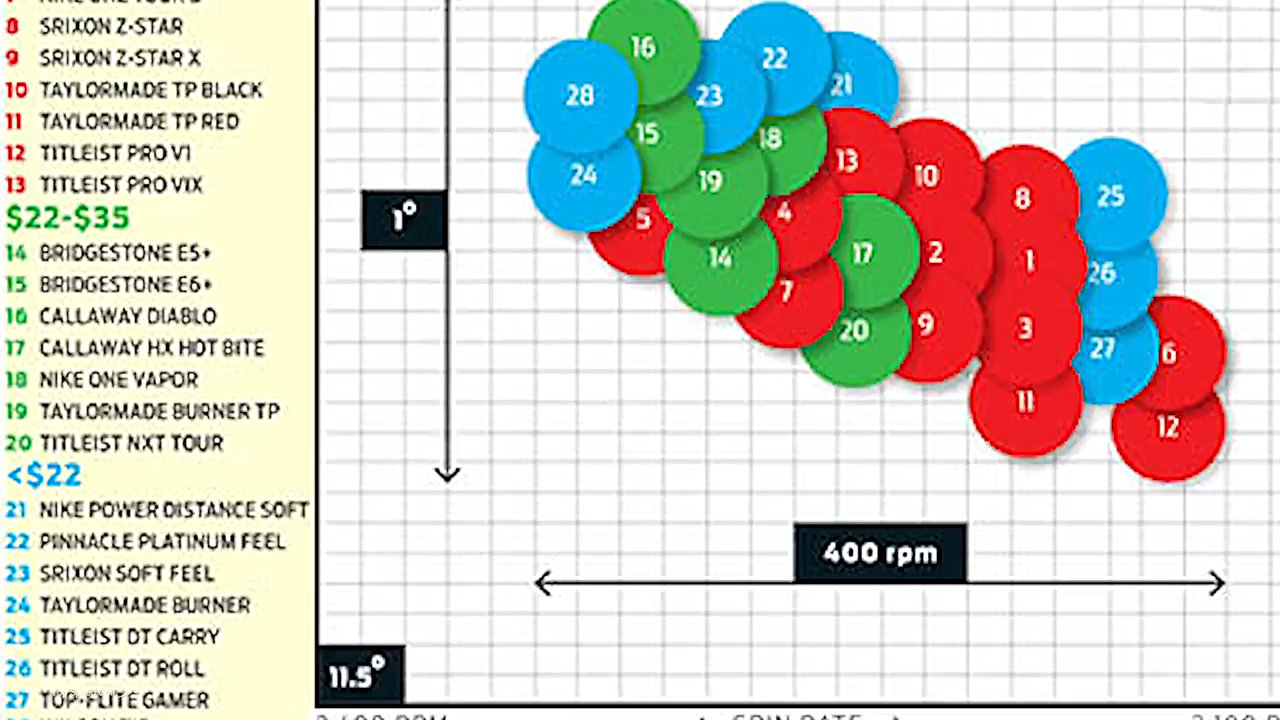 8 SRIXON Z-STAR
9 SRIXON Z-STAR X
10 TAYLORMADE TP BLACK
11 TAYLORMADE TP RED
12 TITLEIST PRO V1
13 TITLEIST PRO V1X
$22-$35
14 BRIDGESTONE E5+
15 BRIDGESTONE E6+
16 CALLAWAY DIABLO
17 CALLAWAY HX HOT BITE
18 NIKE ONE VAPOR
19 TAYLORMADE BURNER TP
20 TITLEIST NXT TOUR
<$22
21 NIKE POWER DISTANCE SOFT
22 PINNACLE PLATINUM FEEL
23 SRIXON SOFT FEEL
24 TAYLORMADE BURNER
25 TITLEIST DT CARRY
26 TITLEIST DT ROLL
27 TOP-FLITE GAMER
16
22
28
23
21
15
18
13
24
19
10
5
4
8
25
14
17
2
1
26
7
20
9
3
27
6
11
12
1°
400 rpm
11.5°
SPIN RATE